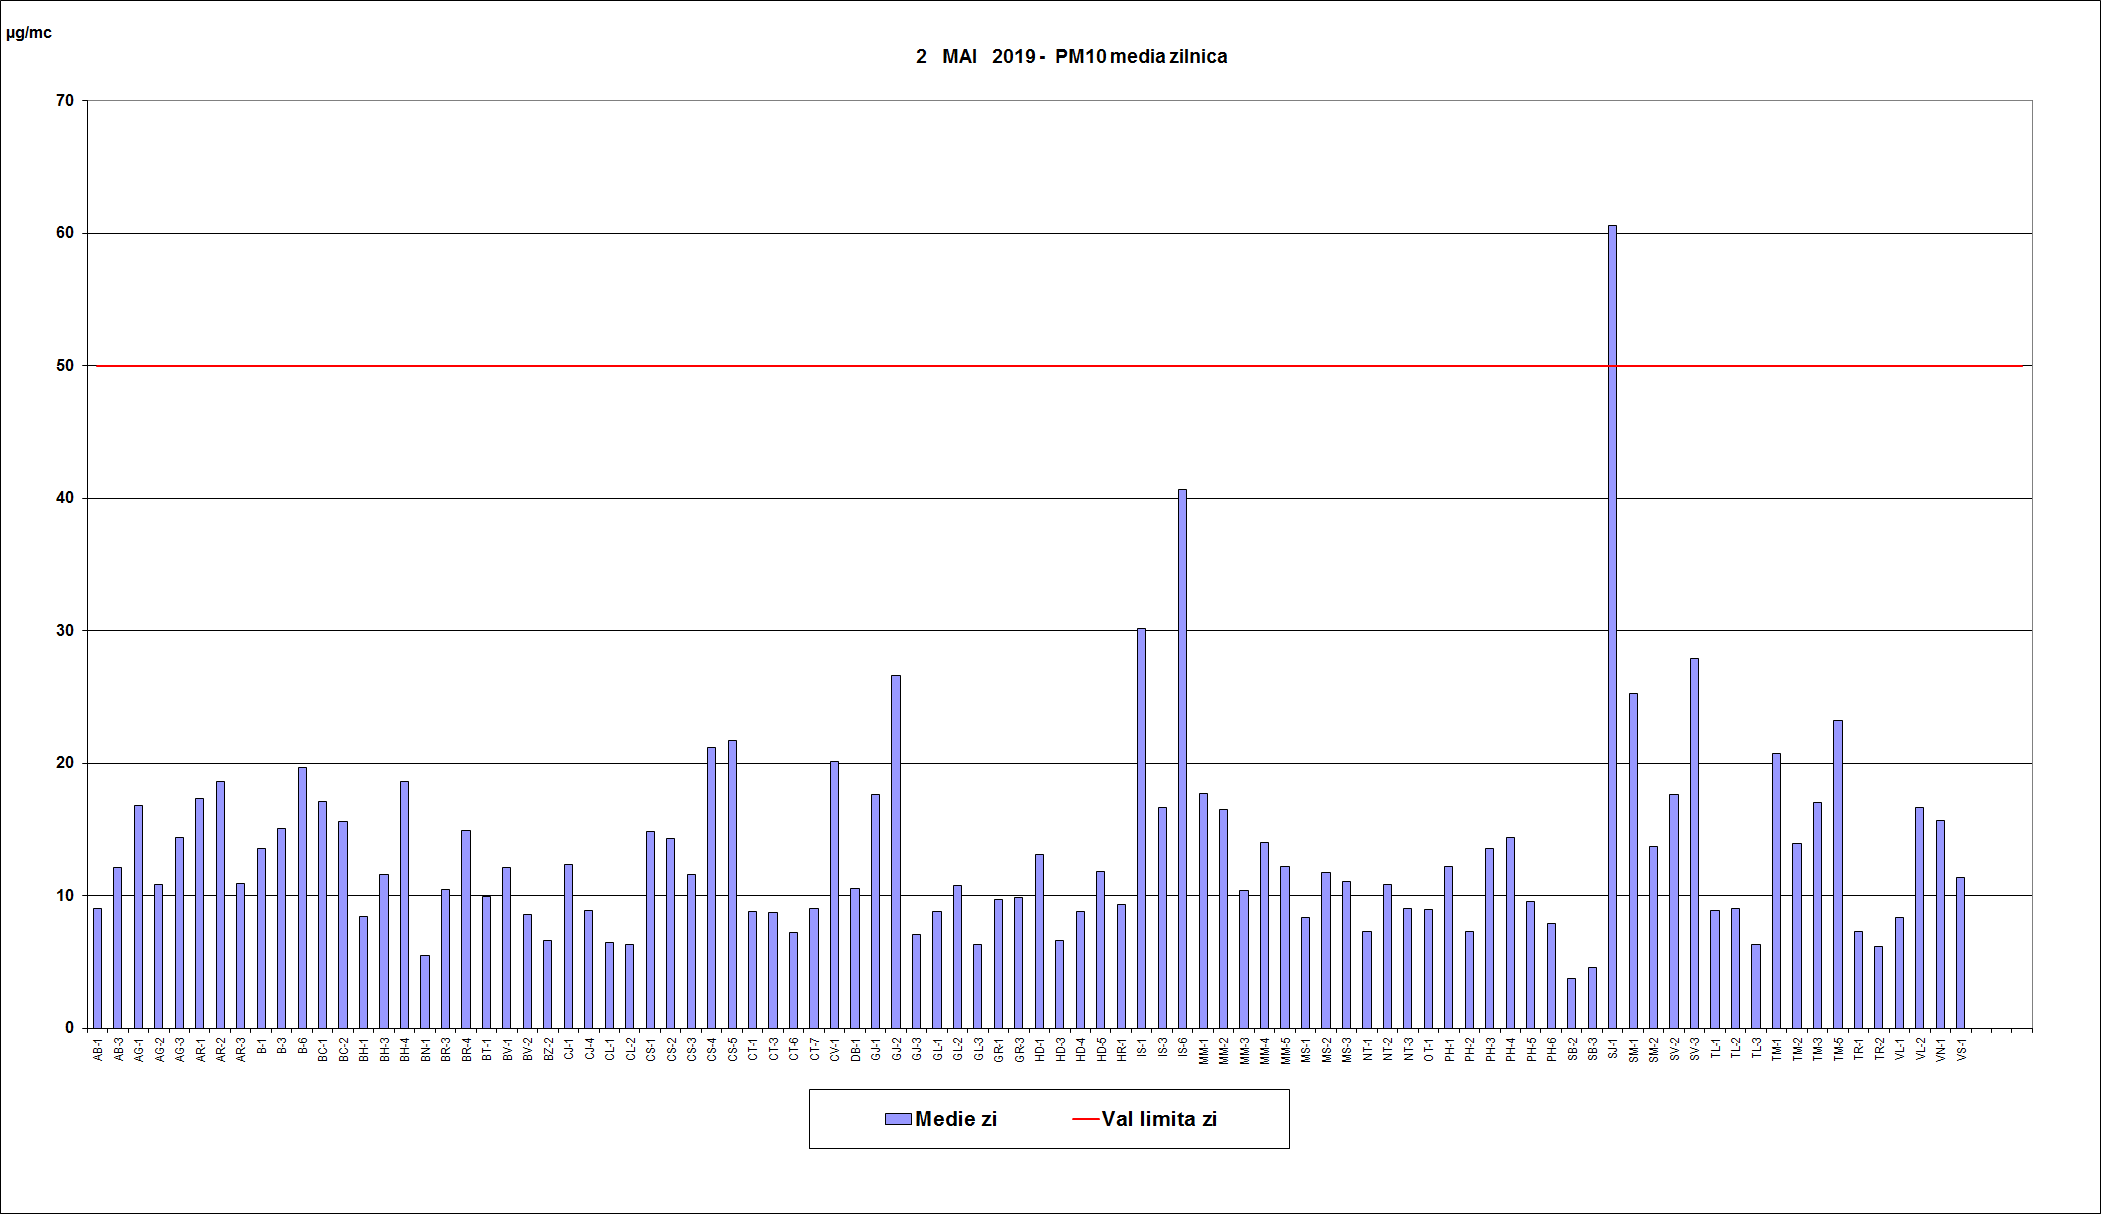 µg/mc
2 MAI 2019 - PM10 media zilnica
70
60
50
40
30
20
10
0
AB-1 AB-3 AG-1 AG-2 AG-3 AR-1 AR-2 AR-3 B-1 B-3 B-6 BC-1 BC-2 BH-1 BH-3 BH-4 BN-1 BR-3 BR-4 BT-1 BV-1 BV-2 BZ-2 CJ-1 CJ-4 CL-1 CL-2 CS-1 CS-2 CS-3 CS-4 CS-5 CT-1 CT-3 CT-6 CT-7 CV-1 DB-1 GJ-1 GJ-2 GJ-3 GL-1 GL-2 GL-3 GR-1 GR-3 HD-1 HD-3 HD-4 HD-5 HR-1 IS-1 IS-3 IS-6 MM-1 MM-2 MM-3 MM-4 MM-5 MS-1 MS-2 MS-3 NT-1 NT-2 NT-3 OT-1 PH-1 PH-2 PH-3 PH-4 PH-5 PH-6 SB-2 SB-3 SJ-1 SM-1 SM-2 SV-2 SV-3 TL-1 TL-2 TL-3 TM-1 TM-2 TM-3 TM-5 TR-1 TR-2 VL-1 VL-2 VN-1 VS-1
Medie zi Val limita zi